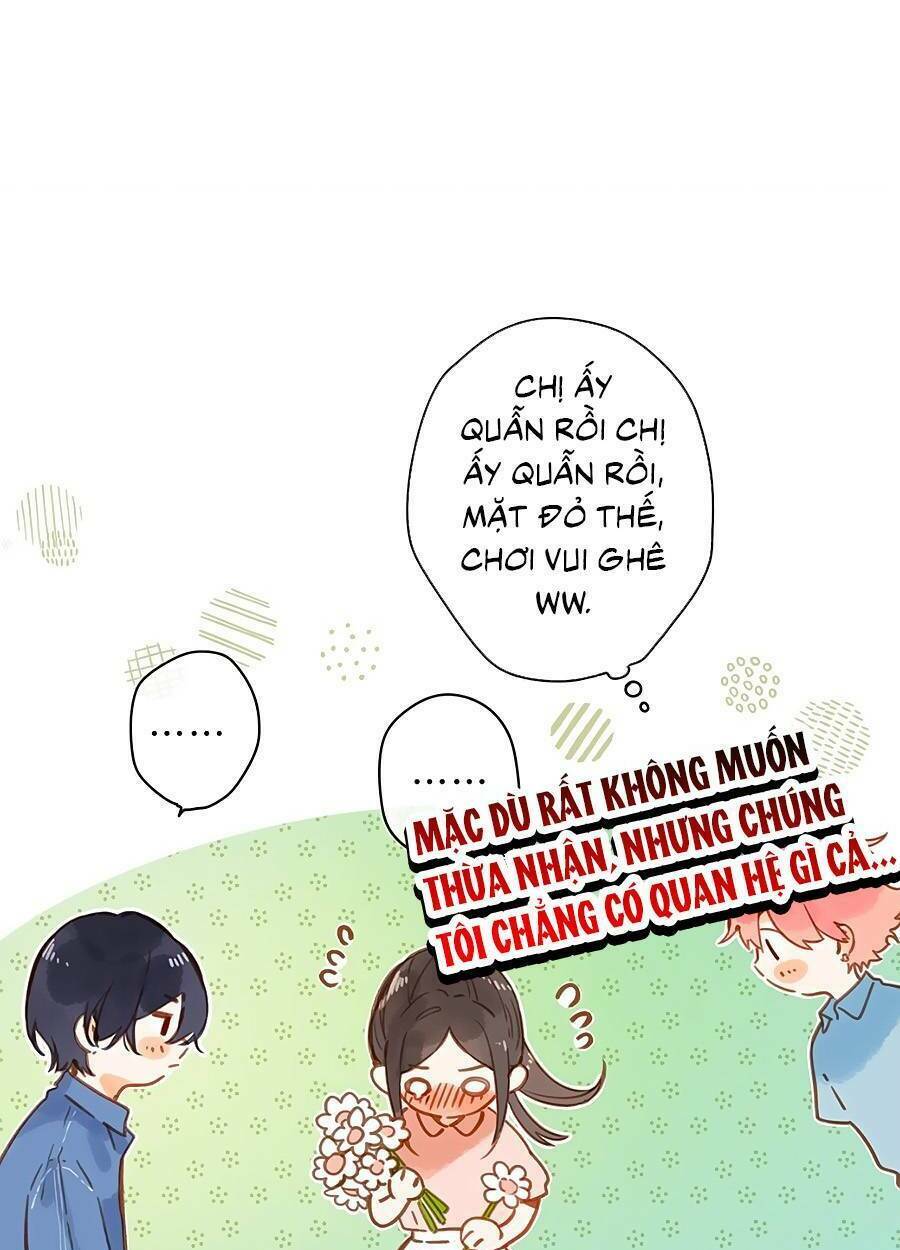 CHỊ ẤY
QUẪN RỒI CHỊ
ẤY QUẪN RỒI,
MẶT ĐỎ THẾ,
CHƠI VUI GHÊ
WW.
......
......
MẶC DÙ RẤT KHÔNG MUỐN
THỪA NHẬN, NHƯNG CHÚNG
TÔI CHẲNG CÓ QUAN HỆ GÌ CẢ...